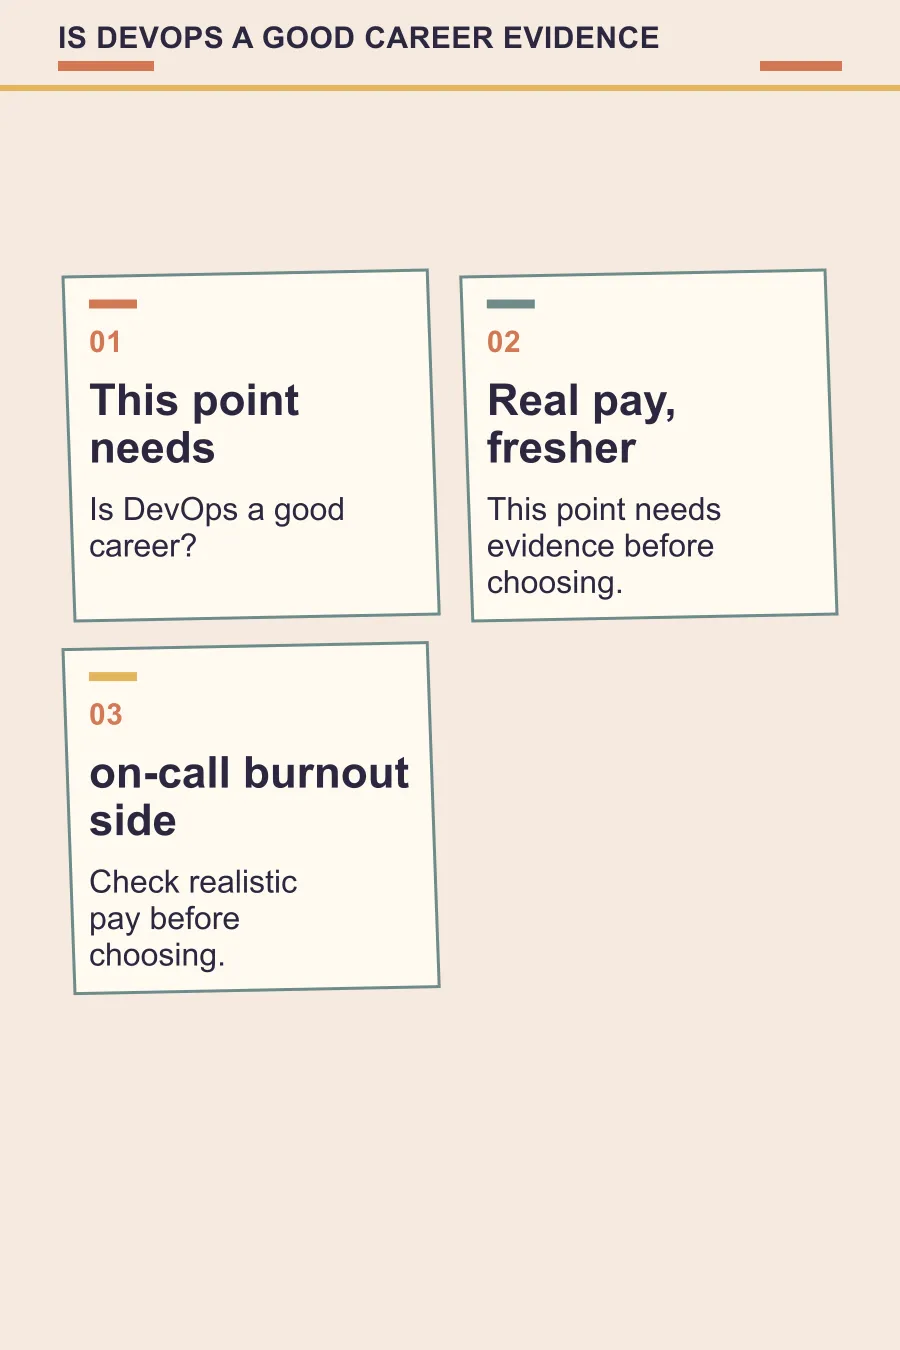 IS DEVOPS A GOOD CAREER EVIDENCE
01
This point
needs
Is DevOps a good
career?
02
Real pay,
fresher
This point needs
evidence before
choosing.
03
on-call burnout
side
Check realistic
pay before
choosing.